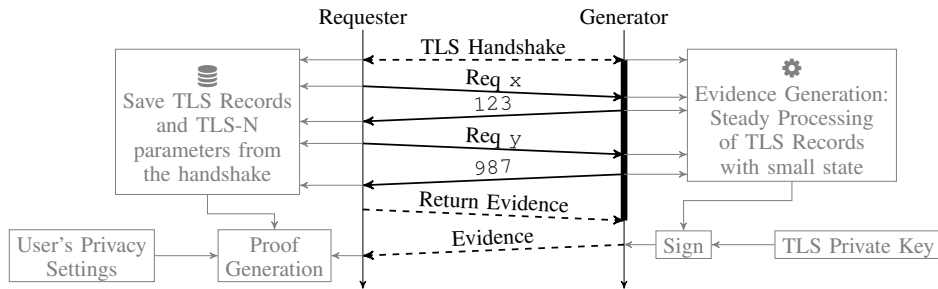 Requester
Generator
TLS Handshake
Req x
123
Req y
987
Return Evidence
Evidence
Save TLS Records
and TLS-N
parameters from
the handshake
Evidence Generation:
Steady Processing
of TLS Records
with small state
User's Privacy
Settings
Proof
Generation
Sign
TLS Private Key